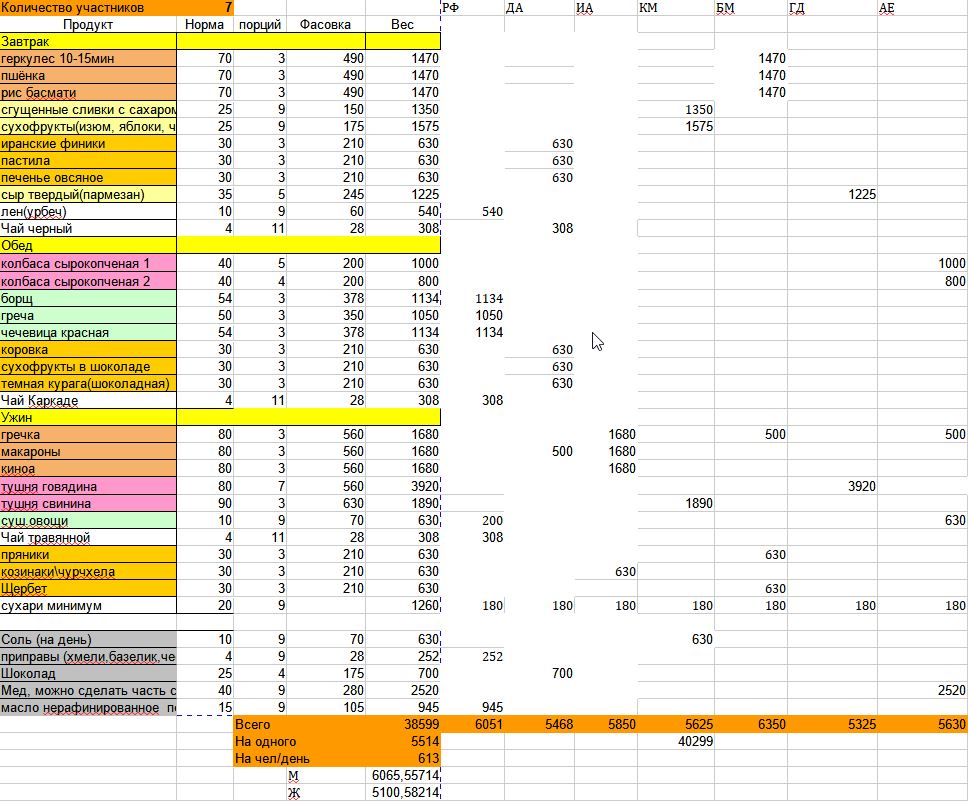 Количество участников 7 РФ ДА ИА КМ БМ ГД АЕ
Продукт Норма порций Фасовка Вес
Завтрак
геркулес 10-15мин 70 3 490 1470 1470
пшёнка 70 3 490 1470 1470
рис басмати 70 3 490 1470 1470
сгущенные сливки с сахаром 25 9 150 1350 1350
сухофрукты(изюм, яблоки, ч 25 9 175 1575 1575
иранские финики 30 3 210 630 630
пастила 30 3 210 630 630
печенье овсяное 30 3 210 630 630
сыр твердый(пармезан) 35 5 245 1225 1225
лен(урбеч) 10 9 60 540 540
Чай черный 4 11 28 308 308
Обед
колбаса сырокопченая 1 40 5 200 1000 1000
колбаса сырокопченая 2 40 4 200 800 800
борщ 54 3 378 1134 1134
греча 50 3 350 1050 1050
чечевица красная 54 3 378 1134 1134
коровка 30 3 210 630 630
сухофрукты в шоколаде 30 3 210 630 630
темная курага(шоколадная) 30 3 210 630 630
Чай Каркаде 4 11 28 308 308
Ужин
гречка 80 3 560 1680 1680 500 500
макароны 80 3 560 1680 500 1680
киноа 80 3 560 1680 1680
тушня говядина 80 7 560 3920 3920
тушня свинина 90 3 630 1890 1890
суш.овощи 10 9 70 630 200 630
Чай травянной 4 11 28 308 308
пряники 30 3 210 630 630
козинаки\чурчхела 30 3 210 630 630
Щербет 30 3 210 630 630
сухари минимум 20 9 1260 180 180 180 180 180 180 180
Соль (на день) 10 9 70 630 630
приправы (хмели,базелик,че 4 9 28 252 252
Шоколад 25 4 175 700 700
Мед, можно сделать часть с 40 9 280 2520 2520
масло нерафинированное по 15 9 105 945 945
Всего 38599 6051 5468 5850 5625 6350 5325 5630
На одного 5514 40299
На чел/день 613
М 6065,55714
Ж 5100,58214